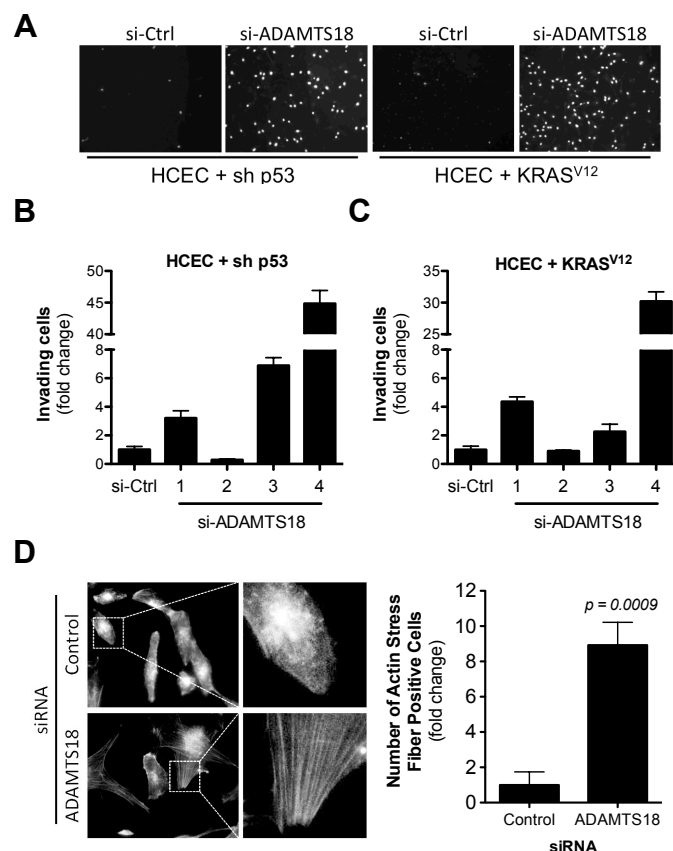 A
si-Ctrl si-ADAMTS18 si-Ctrl si-ADAMTS18
HCEC + sh p53 HCEC + KRASV12
B
HCEC + sh p53
Invading cells
(fold change)
50
45
40
8
6
4
2
0
si-Ctrl 1 2 3 4
si-ADAMTS18
C
HCEC + KRASV12
Invading cells
(fold change)
35
30
25
8
6
4
2
0
si-Ctrl 1 2 3 4
si-ADAMTS18
D
siRNA
Control
ADAMTS18
Number of Actin Stress
Fiber Positive Cells
(fold change)
12
10
8
6
4
2
0
p = 0.0009
Control ADAMTS18
siRNA